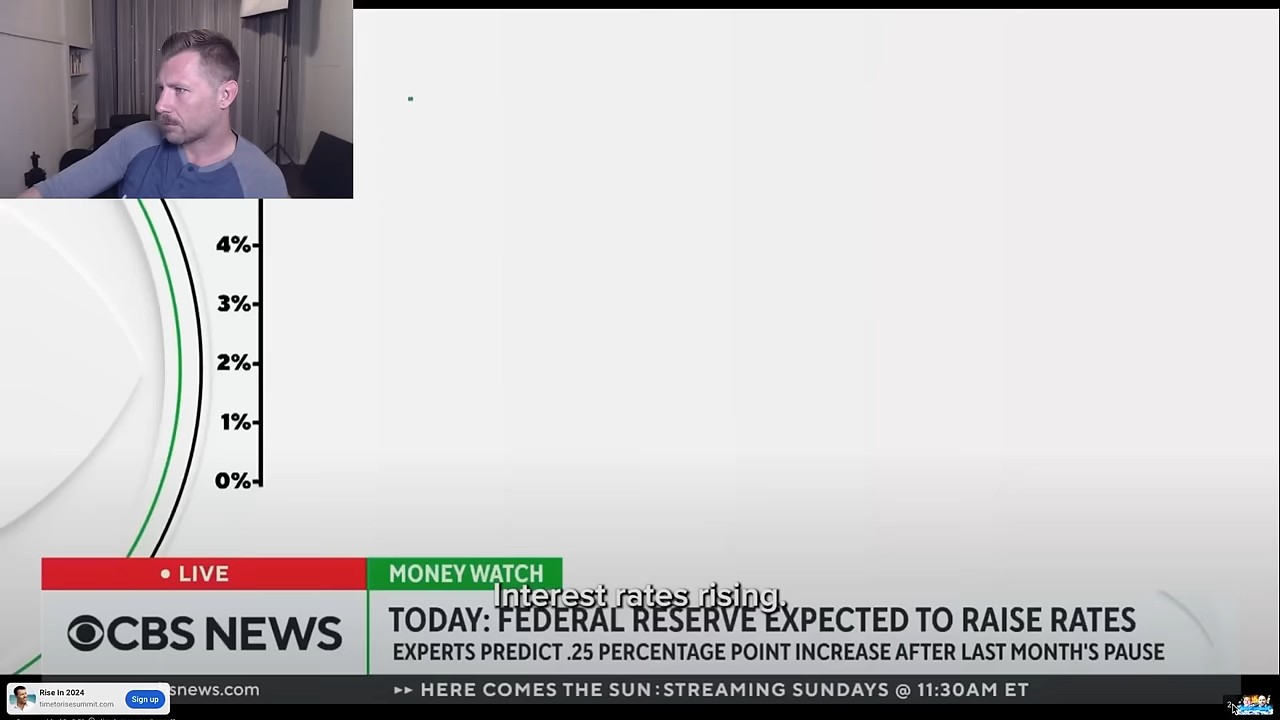 4%
3%
2%
1%
0%
LIVE
MONEY WATCH
Interest rates rising.
CBS NEWS
TODAY: FEDERAL RESERVE EXPECTED TO RAISE RATES
EXPERTS PREDICT .25 PERCENTAGE POINT INCREASE AFTER LAST MONTH'S PAUSE
snews.com
HERE COMES THE SUN: STREAMING SUNDAYS @ 11:30AM ET
Rise In 2024
timetorisesummit.com
Sign up